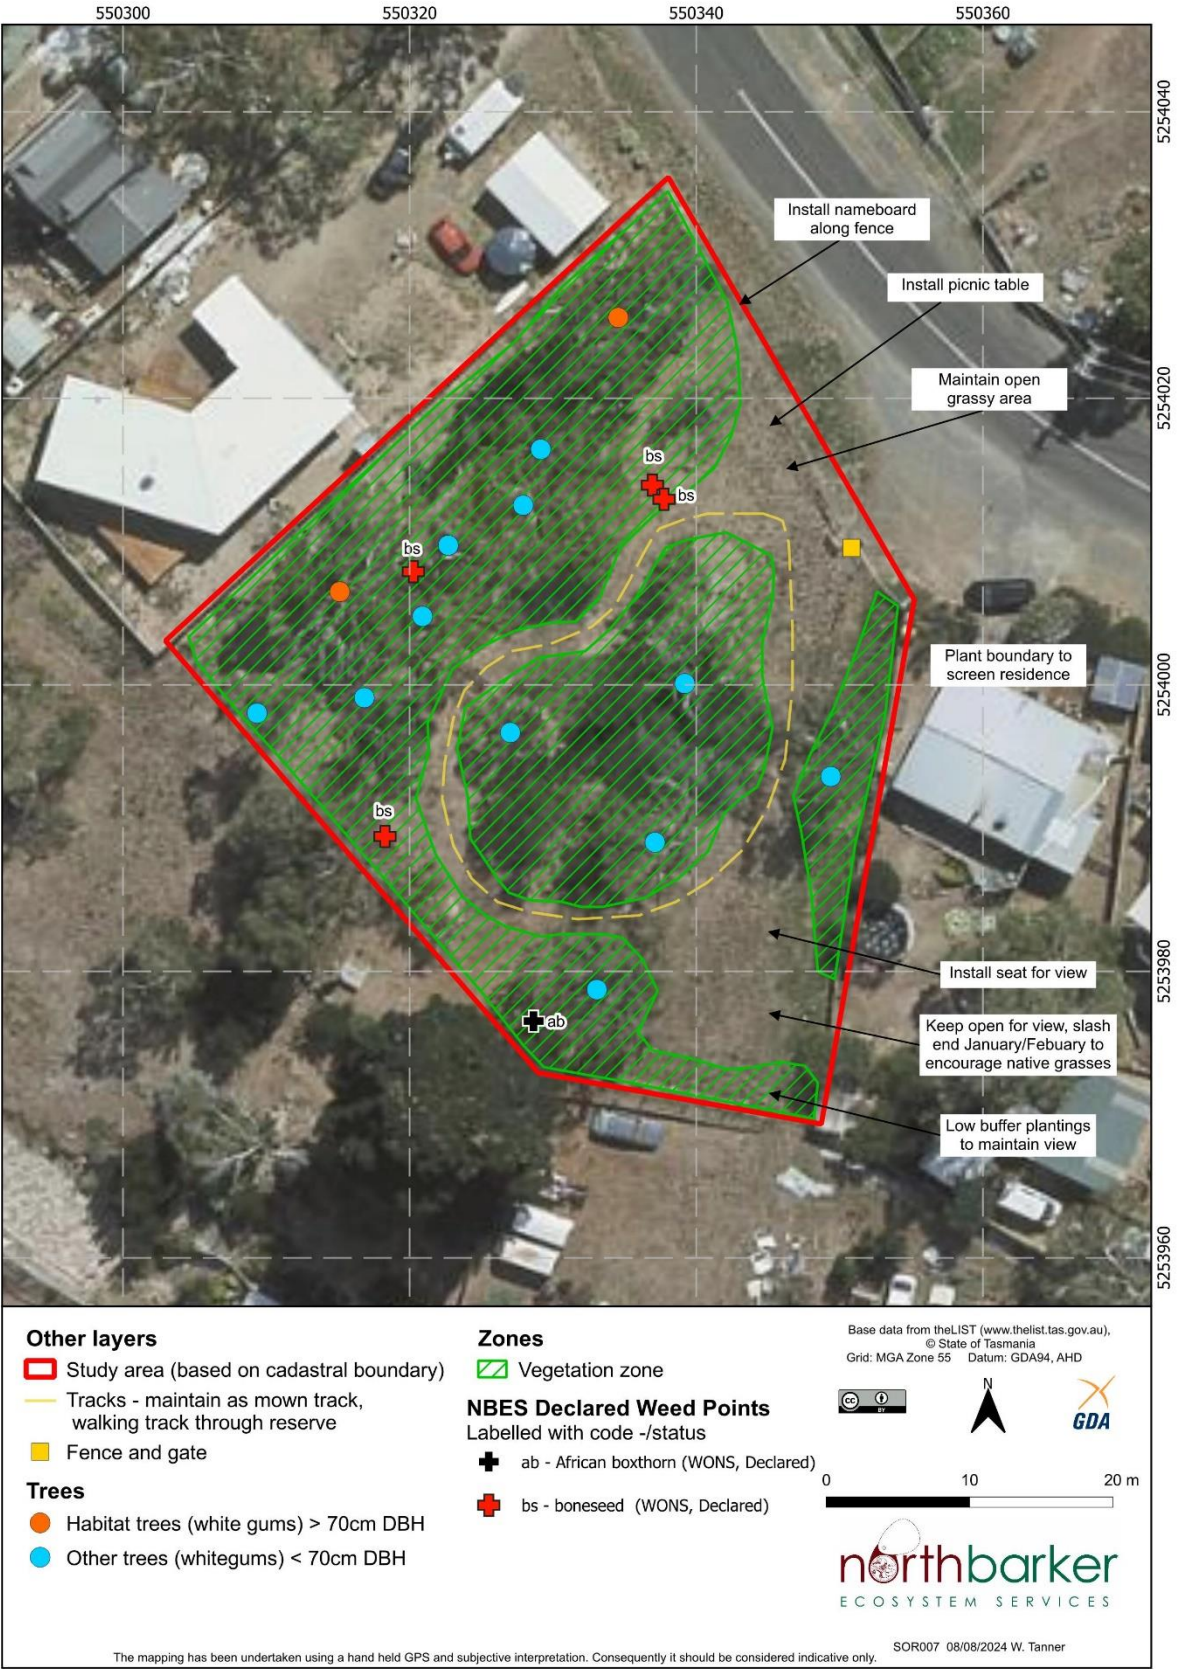 550300
550320
550340
550360
5254040
5254020
5254000
5253980
5253960
Install nameboard
along fence
Install picnic table
Maintain open
grassy area
bs
bs
bs
Plant boundary to
screen residence
bs
Install seat for view
ab
Keep open for view, slash
end January/Febuary to
encourage native grasses
Low buffer plantings
to maintain view
Other layers
Study area (based on cadastral boundary)
Tracks - maintain as mown track,
walking track through reserve
Fence and gate
Trees
Habitat trees (white gums) > 70cm DBH
Other trees (whitegums) < 70cm DBH
Zones
Vegetation zone
NBES Declared Weed Points
Labelled with code -/status
ab - African boxthorn (WONS, Declared)
bs - boneseed (WONS, Declared)
Base data from theLIST (www.thelist.tas.gov.au),
© State of Tasmania
Grid: MGA Zone 55 Datum: GDA94, AHD
cc BY
N
GDA
0 10 20 m
northbarker
ECOSYSTEM SERVICES
SOR007 08/08/2024 W. Tanner
The mapping has been undertaken using a hand held GPS and subjective interpretation. Consequently it should be considered indicative only.